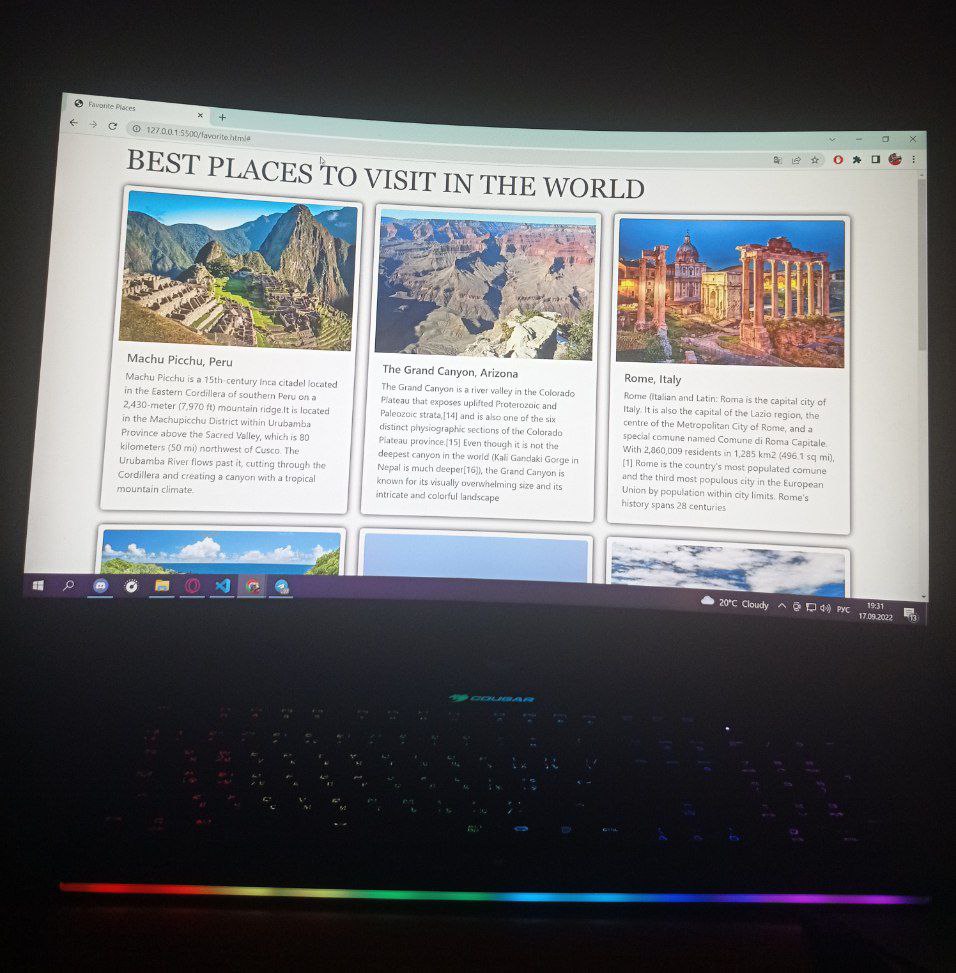 Favorite Places
127.0.0.1:5500/favorite.html#
BEST PLACES TO VISIT IN THE WORLD
Machu Picchu, Peru
Machu Picchu is a 15th-century Inca citadel located
in the Eastern Cordillera of southern Peru on a
2,430-meter (7,970 ft) mountain ridge.It is located
in the Machupicchu District within Urubamba
Province above the Sacred Valley, which is 80
kilometers (50 mi) northwest of Cusco. The
Urubamba River flows past it, cutting through the
Cordillera and creating a canyon with a tropical
mountain climate.
The Grand Canyon, Arizona
The Grand Canyon is a river valley in the Colorado
Plateau that exposes uplifted Proterozoic and
Paleozoic strata,[14] and is also one of the six
distinct physiographic sections of the Colorado
Plateau province.[15] Even though it is not the
deepest canyon in the world (Kali Gandaki Gorge in
Nepal is much deeper[16]), the Grand Canyon is
known for its visually overwhelming size and its
intricate and colorful landscape
Rome, Italy
Rome (Italian and Latin: Roma is the capital city of
Italy. It is also the capital of the Lazio region, the
centre of the Metropolitan City of Rome, and a
special comune named Comune di Roma Capitale.
With 2,860,009 residents in 1,285 km2 (496.1 sq mi),
[1] Rome is the country's most populated comune
and the third most populous city in the European
Union by population within city limits. Rome's
history spans 28 centuries
20°C Cloudy
РУС
19:31
17.09.2022
13
COUGAR